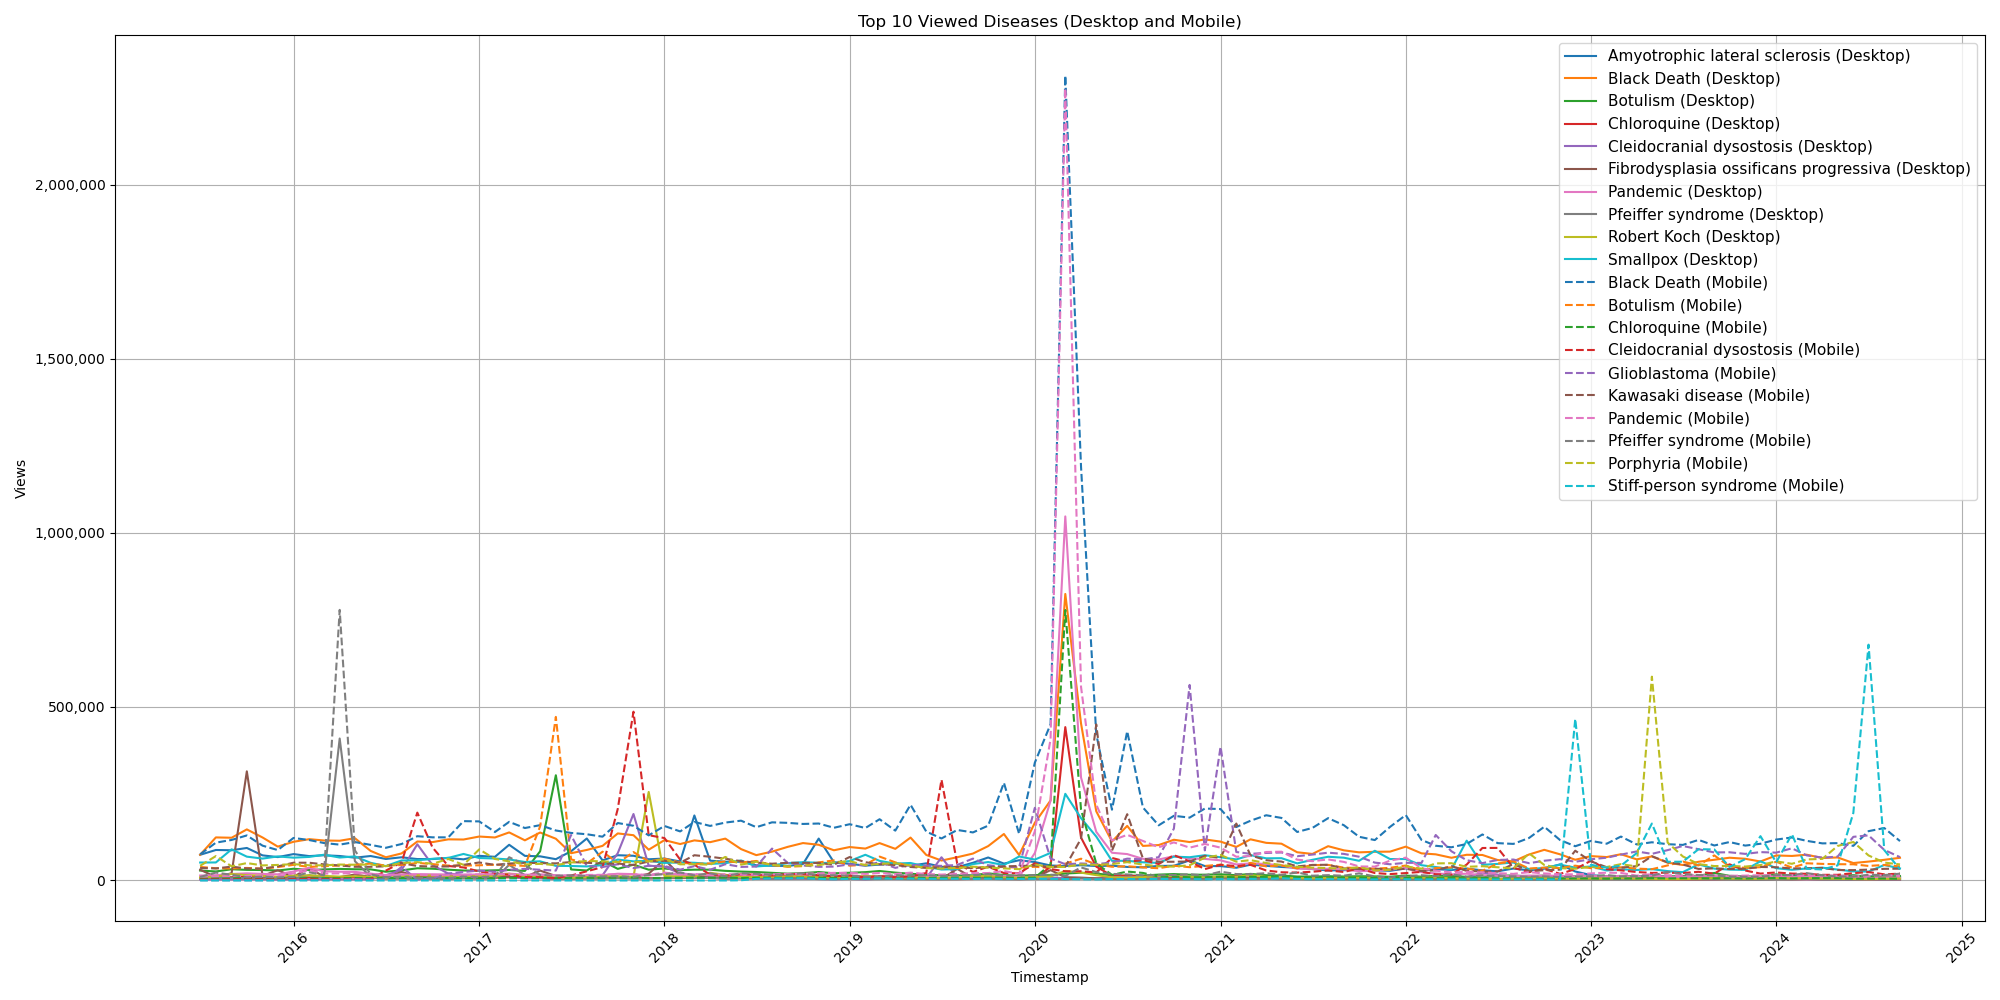 Top 10 Viewed Diseases (Desktop and Mobile)
Amyotrophic lateral sclerosis (Desktop)
Black Death (Desktop)
Botulism (Desktop)
Chloroquine (Desktop)
Cleidocranial dysostosis (Desktop)
Fibrodysplasia ossificans progressiva (Desktop)
Pandemic (Desktop)
Pfeiffer syndrome (Desktop)
Robert Koch (Desktop)
Smallpox (Desktop)
Black Death (Mobile)
Botulism (Mobile)
Chloroquine (Mobile)
Cleidocranial dysostosis (Mobile)
Glioblastoma (Mobile)
Kawasaki disease (Mobile)
Pandemic (Mobile)
Pfeiffer syndrome (Mobile)
Porphyria (Mobile)
Stiff-person syndrome (Mobile)
2,000,000
1,500,000
1,000,000
500,000
0
Views
2016
2017
2018
2019
2020
2021
2022
2023
2024
2025
Timestamp